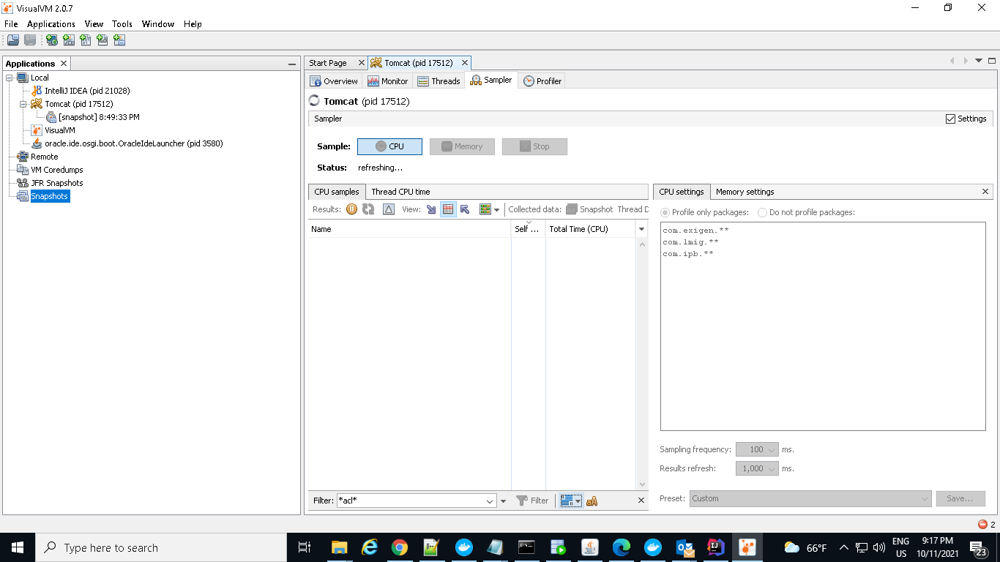 VisualVM 2.0.7
File Applications View Tools Window Help
Applications
Local
IntelliJ IDEA (pid 21028)
Tomcat (pid 17512)
[snapshot] 8:49:33 PM
VisualVM
oracle.ide.osgi.boot.OracleIdeLauncher (pid 3580)
Remote
VM Coredumps
JFR Snapshots
Snapshots
Start Page Tomcat (pid 17512)
Overview Monitor Threads Sampler Profiler
Tomcat (pid 17512)
Sampler Settings
Sample: CPU Memory Stop
Status: refreshing...
CPU samples Thread CPU time
Results: View: Collected data: Snapshot Thread D
Name Self ... Total Time (CPU)
Filter: *acl* Filter aA
CPU settings Memory settings
Profile only packages: Do not profile packages:
com.exigen.**
com.lmig.**
com.ipb.**
Sampling frequency: 100 ms.
Results refresh: 1,000 ms.
Preset: Custom Save...
2
Type here to search
66°F
ENG
US
9:17 PM
10/11/2021
23